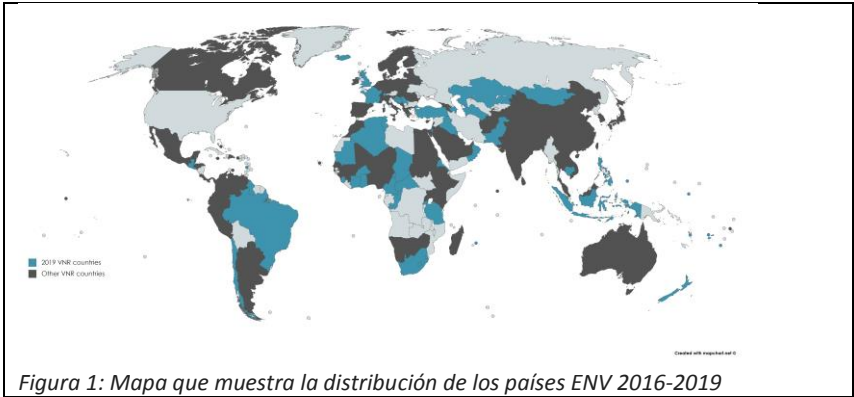 2019 VNR countries
Other VNR countries
Created with mapchart.net ©
Figura 1: Mapa que muestra la distribución de los países ENV 2016-2019